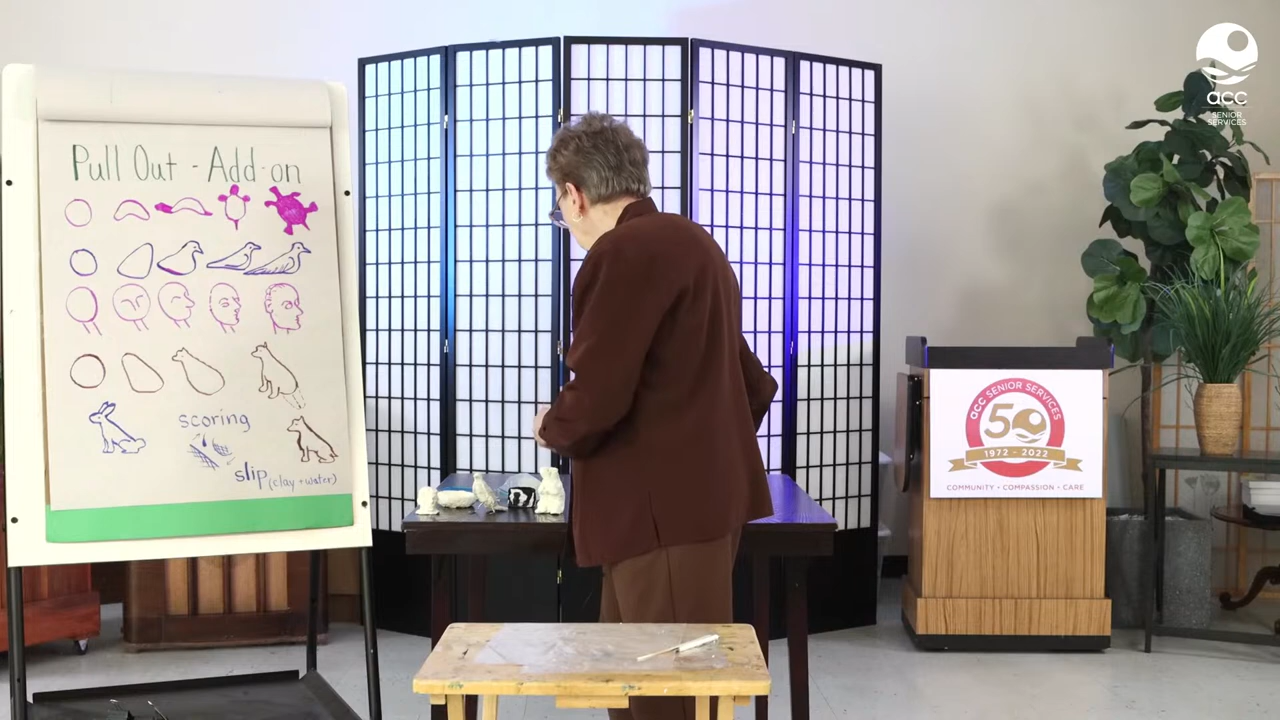 Pull Out - Add-on
scoring
slip (clay + water)
acc
SENIOR
SERVICES
acc SENIOR SERVICES
50
1972 - 2022
COMMUNITY • COMPASSION • CARE